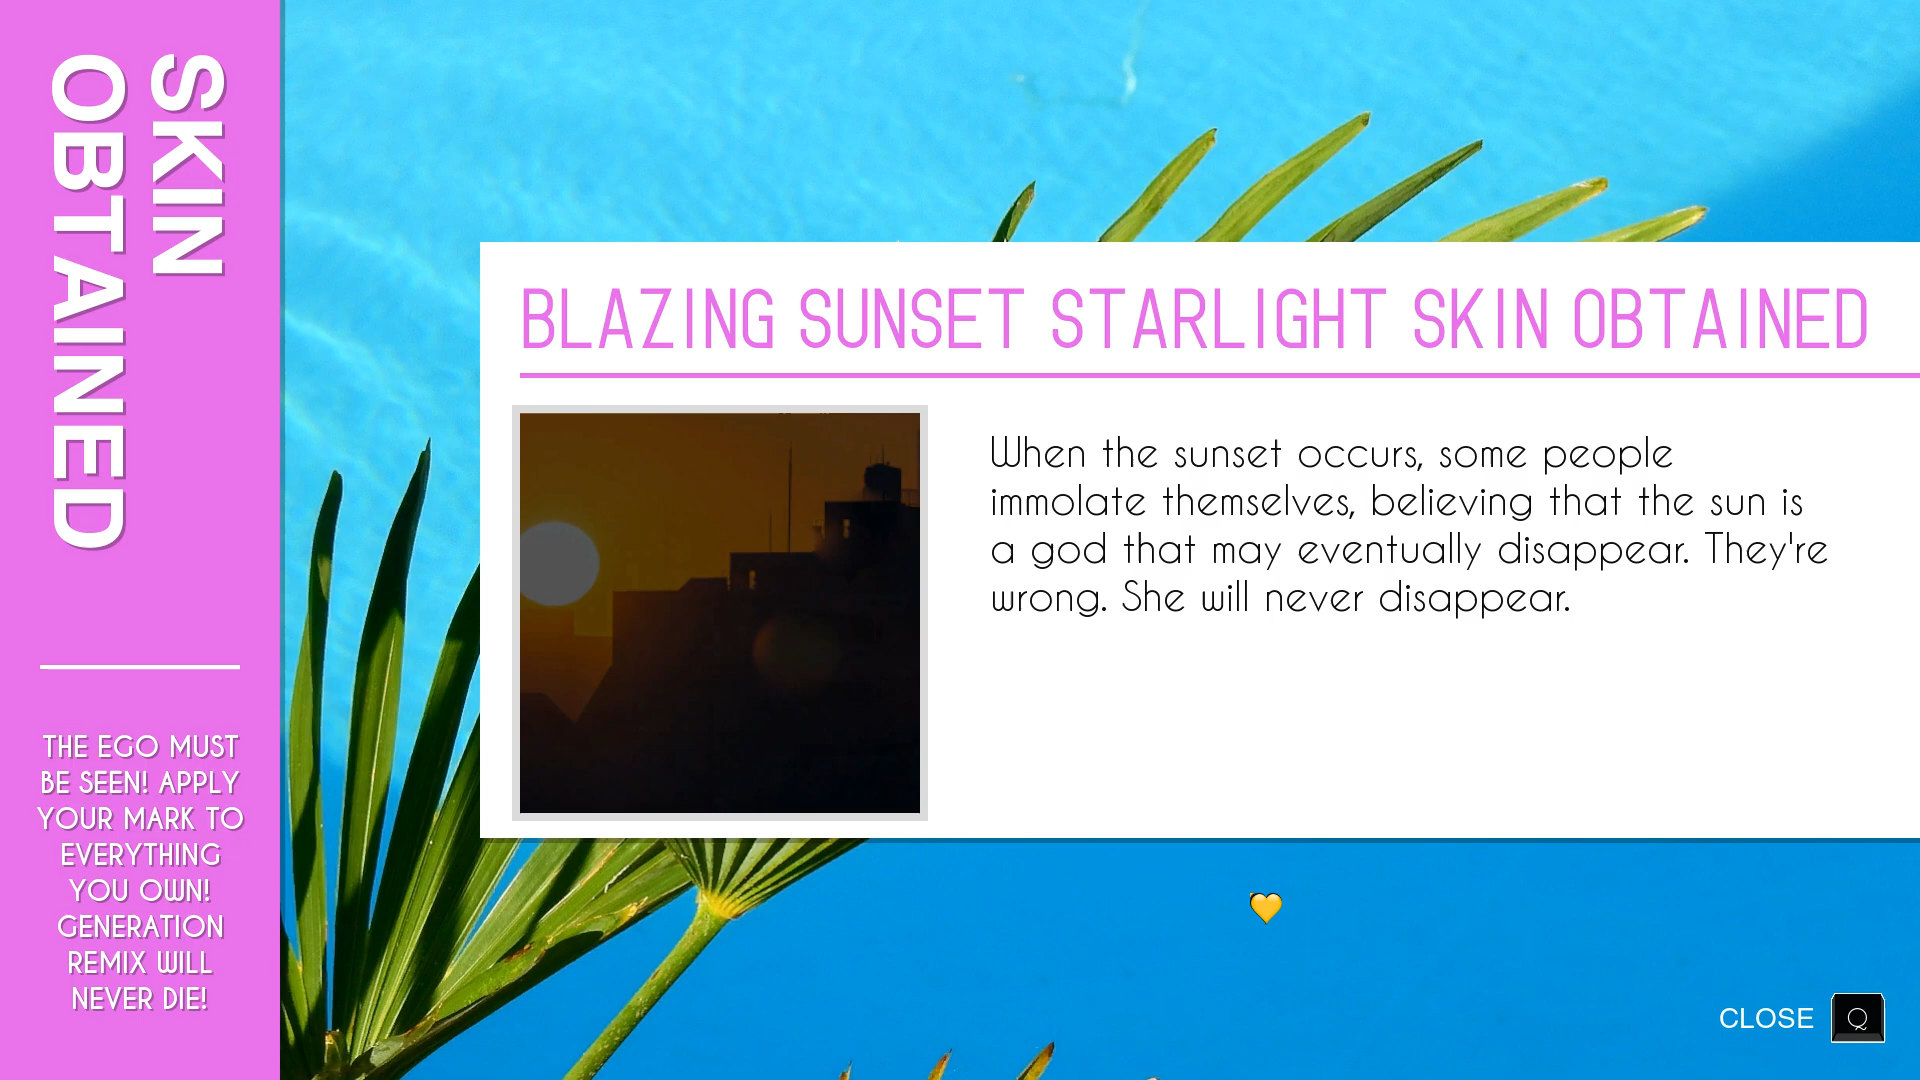 SKIN
OBTAINED
THE EGO MUST
BE SEEN! APPLY
YOUR MARK TO
EVERYTHING
YOU OWN!
GENERATION
REMIX WILL
NEVER DIE!
BLAZING SUNSET STARLIGHT SKIN OBTAINED
When the sunset occurs, some people
immolate themselves, believing that the sun is
a god that may eventually disappear. They're
wrong. She will never disappear.
CLOSE Q